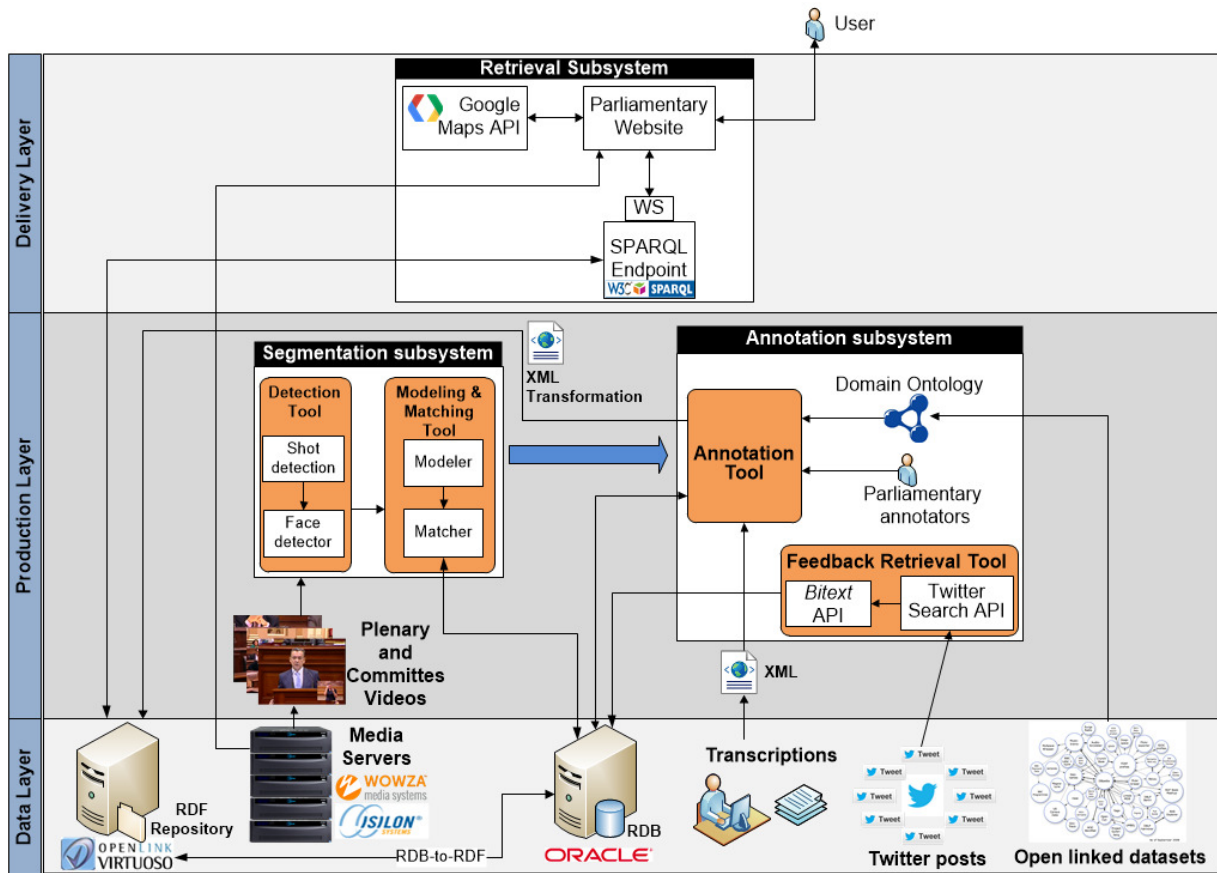 User
Delivery Layer
Retrieval Subsystem
Google
Maps API
Parliamentary
Website
WS
SPARQL
Endpoint
W3C SPARQL
Production Layer
Segmentation subsystem
Detection
Tool
Shot
detection
Face
detector
Modeling &
Matching
Tool
Modeler
Matcher
XML
Transformation
Annotation subsystem
Annotation
Tool
Domain Ontology
Parliamentary
annotators
Feedback Retrieval Tool
Bitext
API
Twitter
Search API
Plenary
and
Committes
Videos
XML
Data Layer
RDF
Repository
OPENLINK
VIRTUOSO
Media
Servers
WOWZA
media systems
ISILON®
SYSTEMS
RDB-to-RDF
RDB
ORACLE®
Transcriptions
Tweet
Tweet
Tweet
Tweet
Tweet
Tweet
Tweet
Tweet
Twitter posts
Open linked datasets